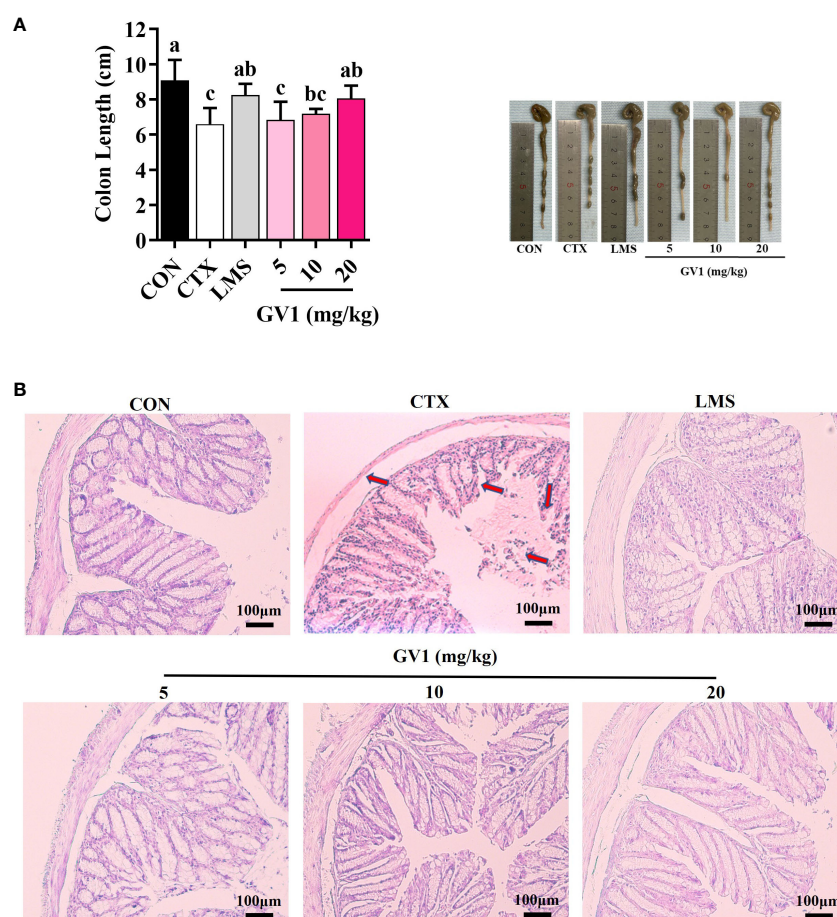 A
12
10
8
6
4
2
0
Colon Length (cm)
a
c
ab
c
bc
ab
CON
CTX
LMS
5
10
20
GV1 (mg/kg)
CON
CTX
LMS
5
10
20
GV1 (mg/kg)
B
CON
CTX
LMS
100μm
100μm
100μm
GV1 (mg/kg)
5
10
20
100μm
100μm
100μm